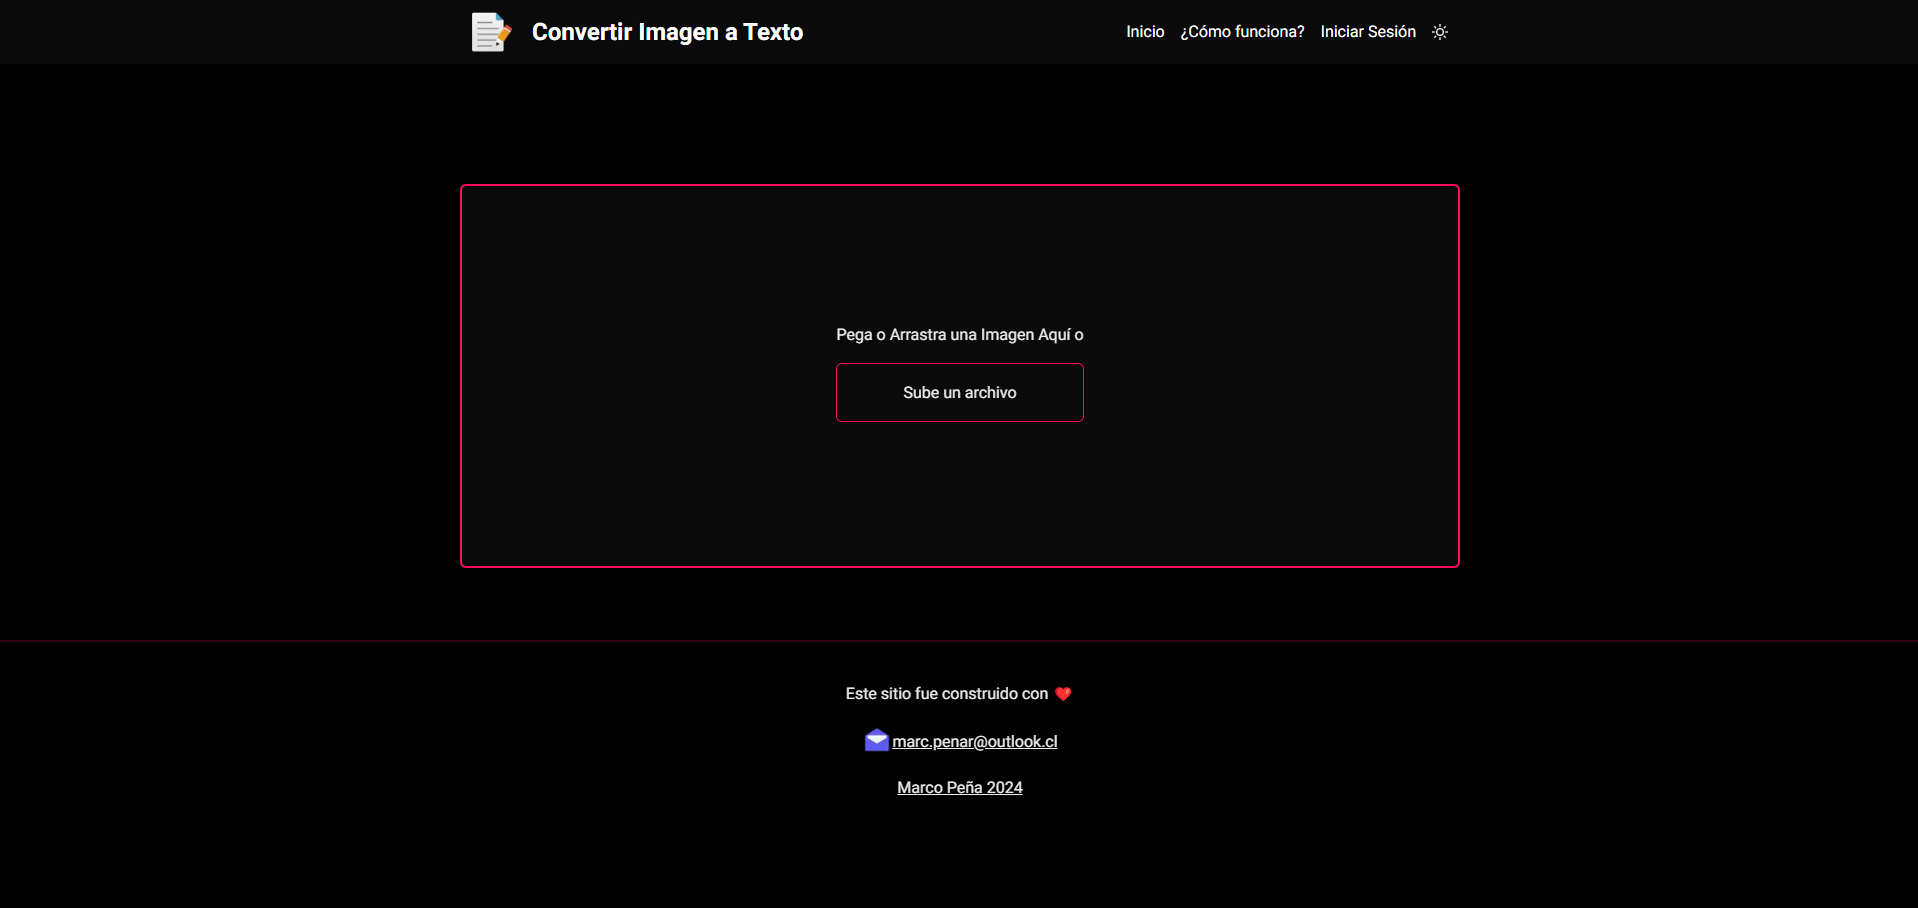 Convertir Imagen a Texto
Inicio ¿Cómo funciona? Iniciar Sesión
Pega o Arrastra una Imagen Aquí o
Sube un archivo
Este sitio fue construido con ❤️
marc.penar@outlook.cl
Marco Peña 2024